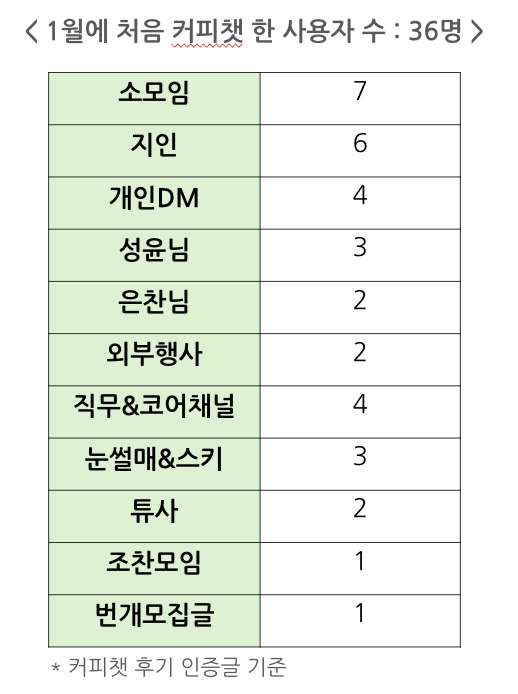 < 1월에 처음 커피챗 한 사용자 수 : 36명 >
소모임 7
지인 6
개인DM 4
성윤님 3
은찬님 2
외부행사 2
직무&코어채널 4
눈썰매&스키 3
튜사 2
조찬모임 1
번개모집글 1
* 커피챗 후기 인증글 기준